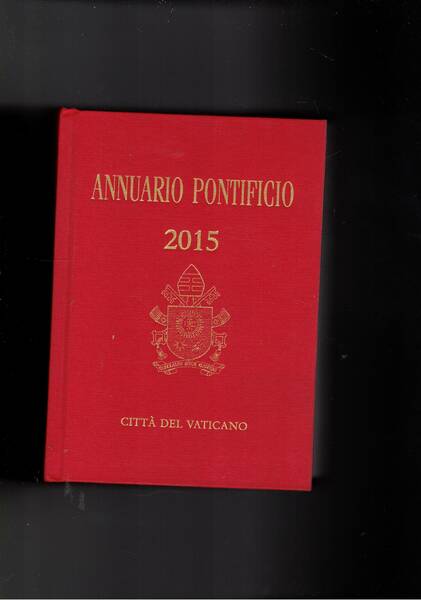 ANNUARIO PONTIFICIO
2015
CITTÀ DEL VATICANO